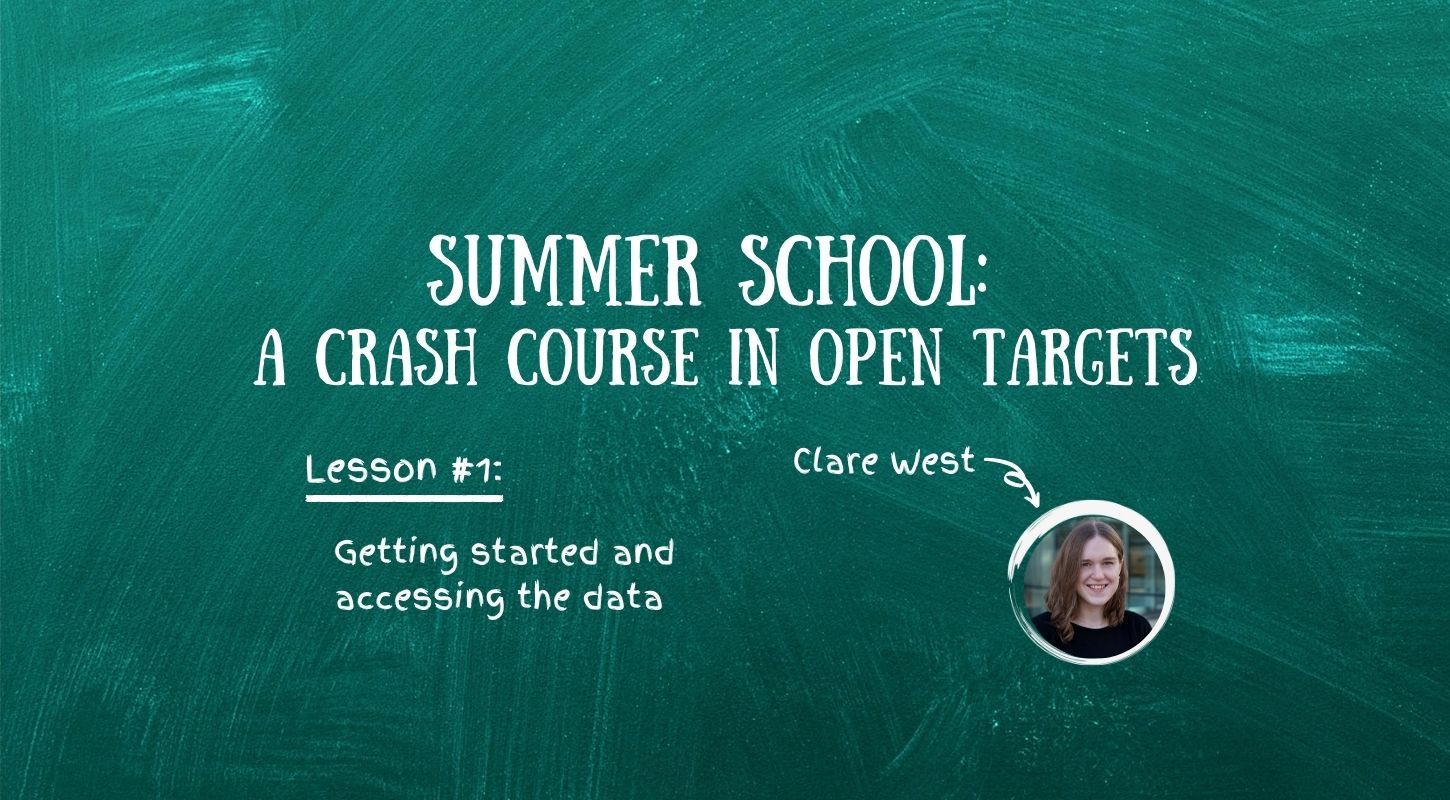 SUMMER SCHOOL:
A CRASH COURSE IN OPEN TARGETS
Lesson #1:
Getting started and
accessing the data
Clare West